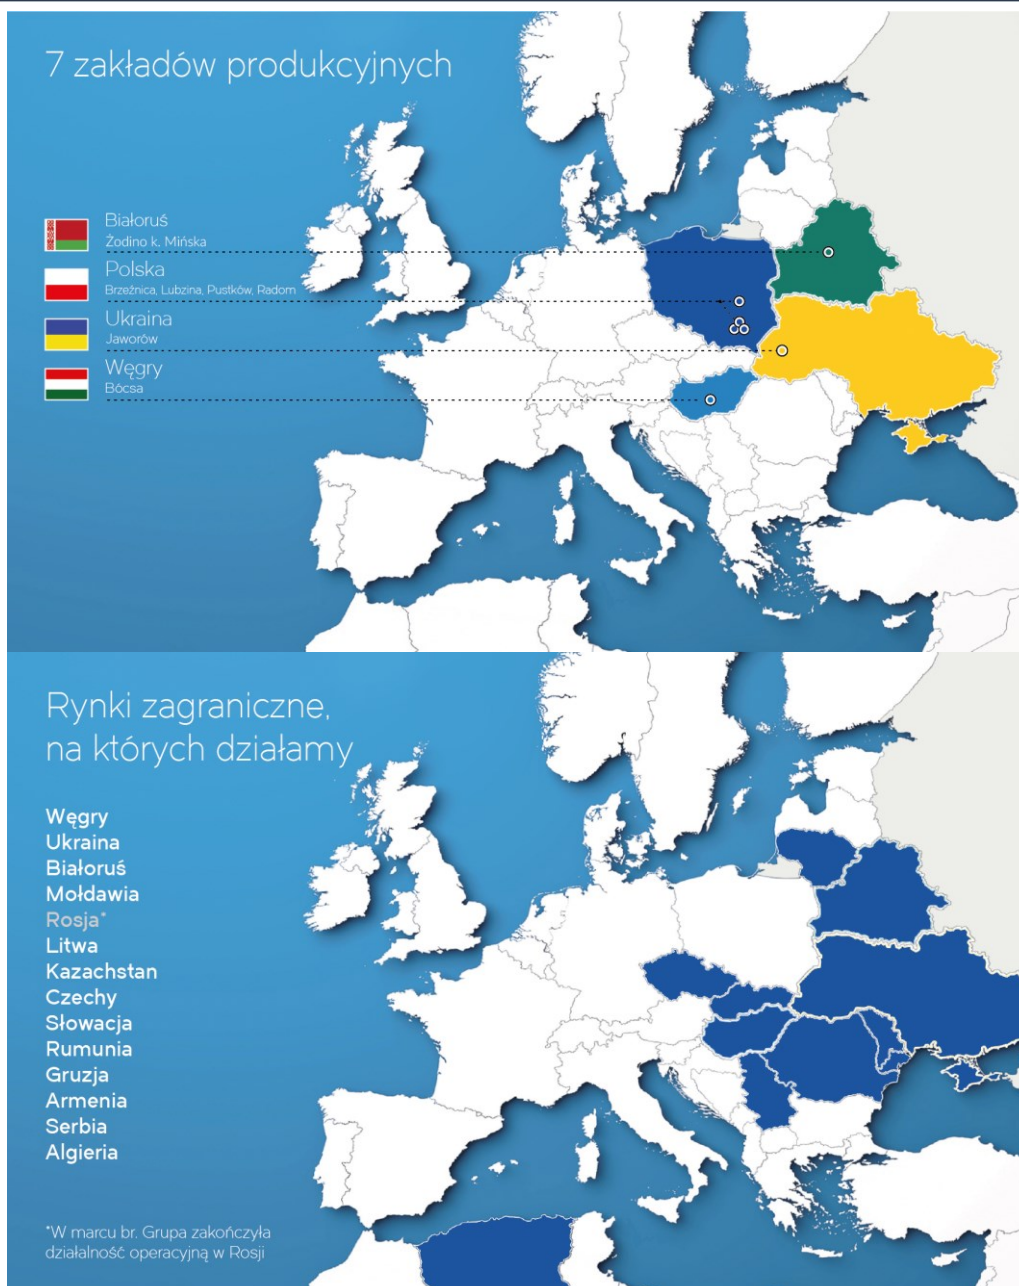 7 zakładów produkcyjnych
Białoruś
Żodino k. Mińska
Polska
Brzeźnica, Lubzina, Pustków, Radom
Ukraina
Jaworów
Węgry
Bócsa
Rynki zagraniczne,
na których działamy
Węgry
Ukraina
Białoruś
Mołdawia
Rosja*
Litwa
Kazachstan
Czechy
Słowacja
Rumunia
Gruzja
Armenia
Serbia
Algieria
*W marcu br. Grupa zakończyła
działalność operacyjną w Rosji